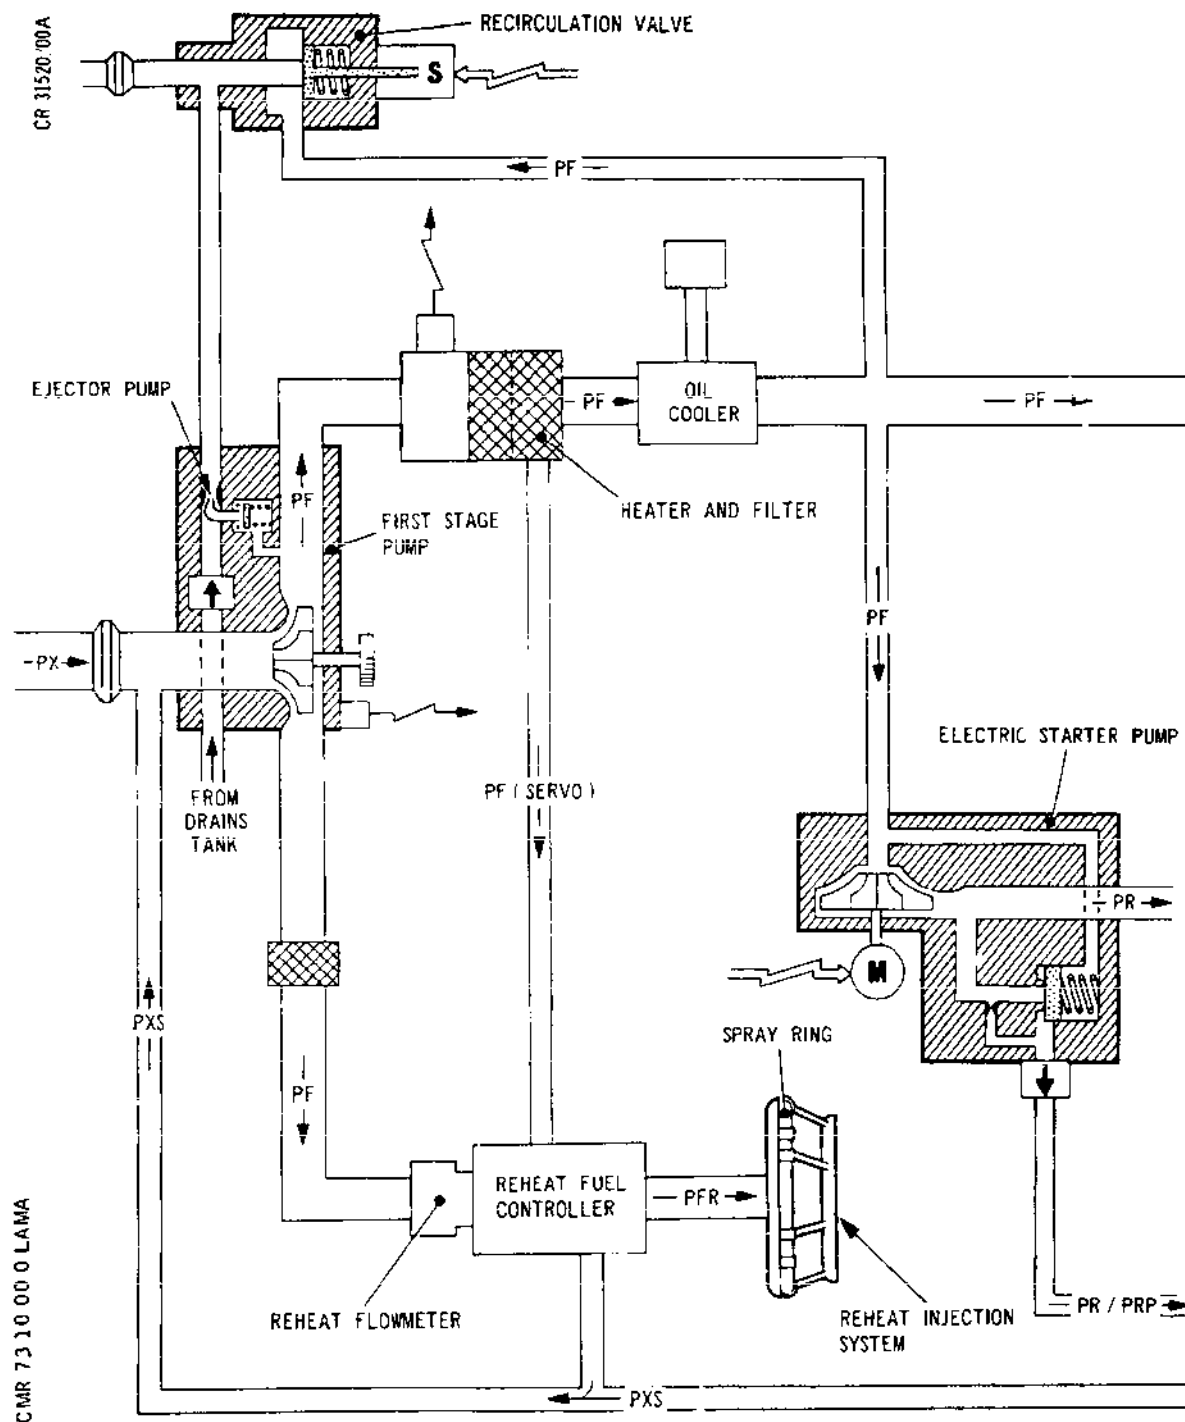 CR 31520/00A
RECIRCULATION VALVE
S
PF
EJECTOR PUMP
OIL
COOLER
PF
PF
PF
FIRST STAGE
PUMP
HEATER AND FILTER
PF
PX
ELECTRIC STARTER PUMP
FROM
DRAINS
TANK
PF (SERVO)
PR
M
PXS
SPRAY RING
PF
REHEAT FUEL
CONTROLLER
PFR
REHEAT FLOWMETER
REHEAT INJECTION
SYSTEM
PR / PRP
PXS
CMR 73 10 00 0 LAMA